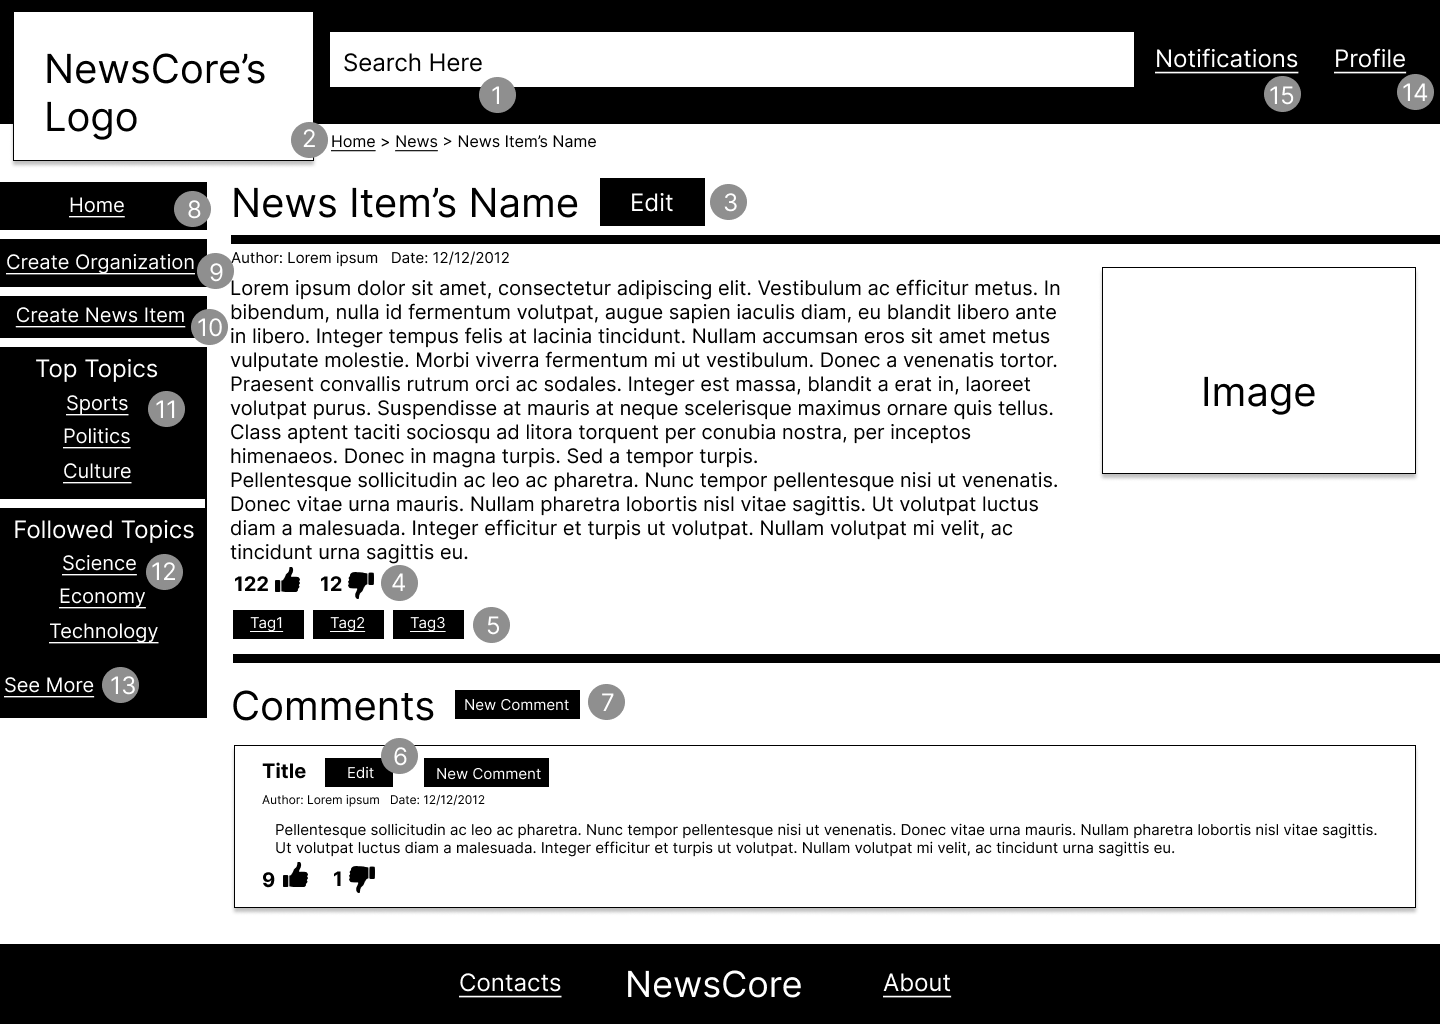 NewsCore’s
Logo
Search Here
1
Notifications
15
Profile
14
2
Home > News > News Item’s Name
Home
8
Create Organization
9
Create News Item
10
Top Topics
Sports
11
Politics
Culture
Followed Topics
Science
12
Economy
Technology
See More
13
News Item’s Name
Edit
3
Author: Lorem ipsum Date: 12/12/2012
Lorem ipsum dolor sit amet, consectetur adipiscing elit. Vestibulum ac efficitur metus. In
bibendum, nulla id fermentum volutpat, augue sapien iaculis diam, eu blandit libero ante
in libero. Integer tempus felis at lacinia tincidunt. Nullam accumsan eros sit amet metus
vulputate molestie. Morbi viverra fermentum mi ut vestibulum. Donec a venenatis tortor.
Praesent convallis rutrum orci ac sodales. Integer est massa, blandit a erat in, laoreet
volutpat purus. Suspendisse at mauris at neque scelerisque maximus ornare quis tellus.
Class aptent taciti sociosqu ad litora torquent per conubia nostra, per inceptos
himenaeos. Donec in magna turpis. Sed a tempor turpis.
Pellentesque sollicitudin ac leo ac pharetra. Nunc tempor pellentesque nisi ut venenatis.
Donec vitae urna mauris. Nullam pharetra lobortis nisl vitae sagittis. Ut volutpat luctus
diam a malesuada. Integer efficitur et turpis ut volutpat. Nullam volutpat mi velit, ac
tincidunt urna sagittis eu.
Image
122 12 4
Tag1 Tag2 Tag3 5
Comments
New Comment
7
Title
Edit
6
New Comment
Author: Lorem ipsum Date: 12/12/2012
Pellentesque sollicitudin ac leo ac pharetra. Nunc tempor pellentesque nisi ut venenatis. Donec vitae urna mauris. Nullam pharetra lobortis nisl vitae sagittis.
Ut volutpat luctus diam a malesuada. Integer efficitur et turpis ut volutpat. Nullam volutpat mi velit, ac tincidunt urna sagittis eu.
9 1
Contacts
NewsCore
About